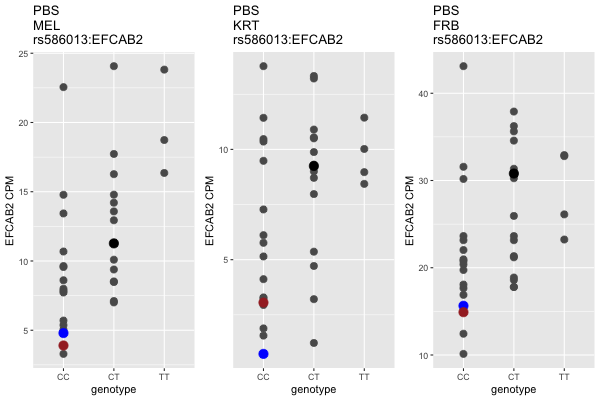 PBS
MEL
rs586013:EFCAB2
EFCAB2 CPM
25
20
15
10
5
CC
CT
TT
genotype
PBS
KRT
rs586013:EFCAB2
EFCAB2 CPM
10
5
CC
CT
TT
genotype
PBS
FRB
rs586013:EFCAB2
EFCAB2 CPM
40
30
20
10
CC
CT
TT
genotype